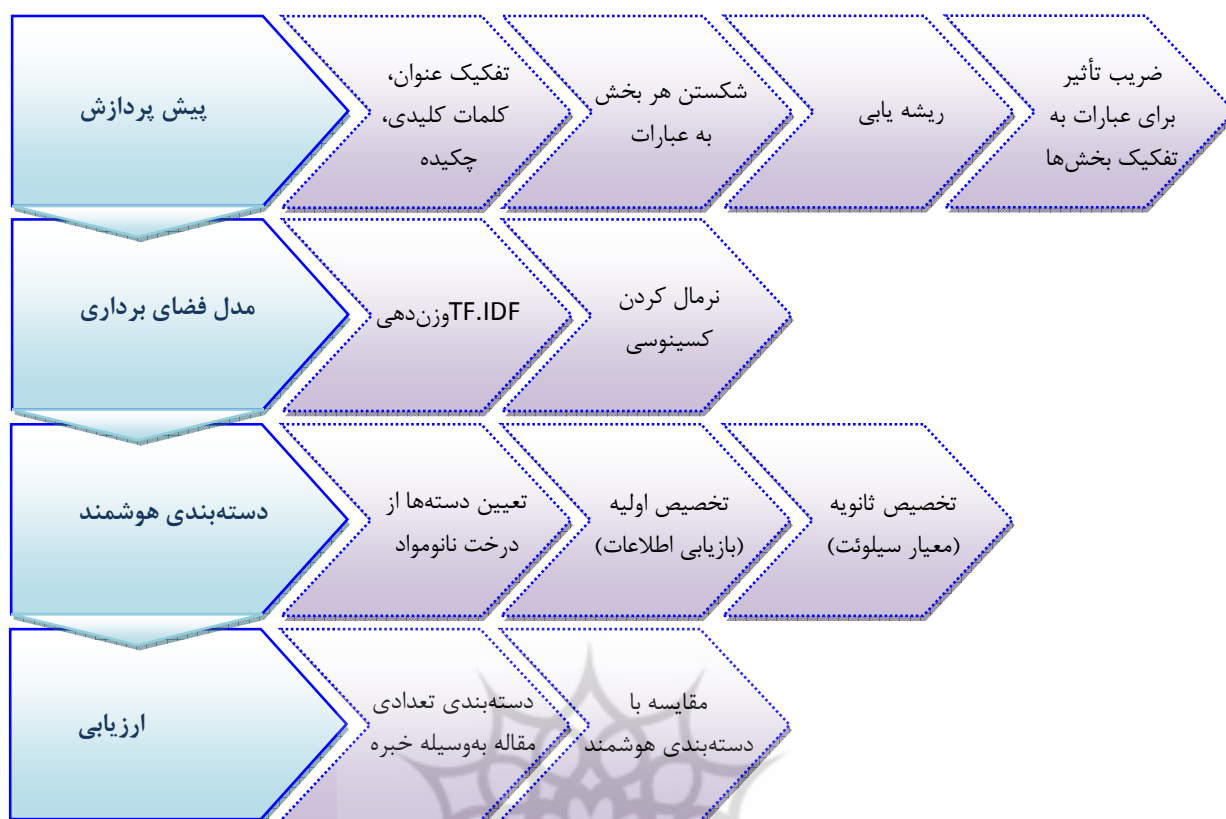 پیش پردازش
تفکیک عنوان،
کلمات کلیدی،
چکیده
شکستن هر بخش
به عبارات
ریشه یابی
ضریب تأثیر
برای عبارات به
تفکیک بخش‌ها
مدل فضای برداری
TF.IDFوزن‌دهی
نرمال کردن
کسینوسی
دسته‌بندی هوشمند
تعیین دسته‌ها از
درخت نانومواد
تخصیص اولیه
(بازیابی اطلاعات)
تخصیص ثانویه
(معیار سیلوئت)
ارزیابی
دسته‌بندی تعدادی
مقاله به‌وسیله خبره
مقایسه با
دسته‌بندی هوشمند